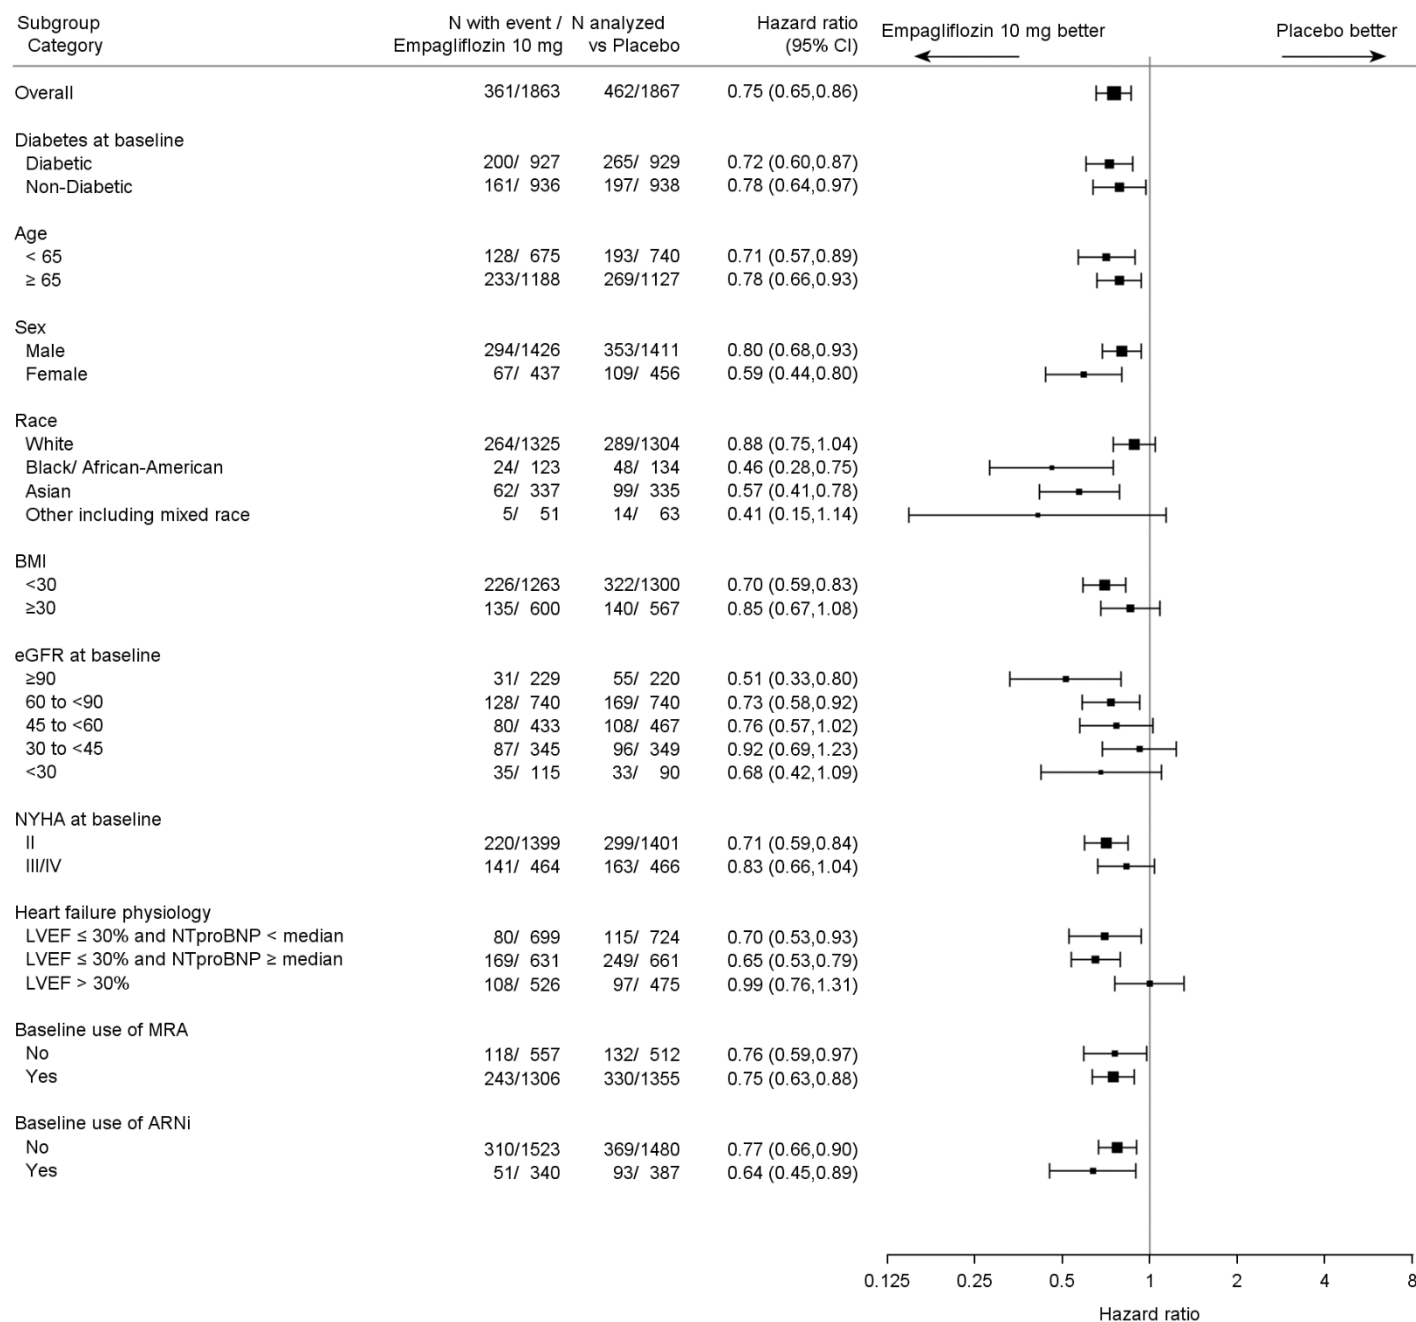 Subgroup N with event / N analyzed Hazard ratio Empagliflozin 10 mg better Placebo better
Category Empagliflozin 10 mg vs Placebo (95% CI)
Overall 361/1863 462/1867 0.75 (0.65,0.86)
Diabetes at baseline
Diabetic 200/ 927 265/ 929 0.72 (0.60,0.87)
Non-Diabetic 161/ 936 197/ 938 0.78 (0.64,0.97)
Age
< 65 128/ 675 193/ 740 0.71 (0.57,0.89)
≥ 65 233/1188 269/1127 0.78 (0.66,0.93)
Sex
Male 294/1426 353/1411 0.80 (0.68,0.93)
Female 67/ 437 109/ 456 0.59 (0.44,0.80)
Race
White 264/1325 289/1304 0.88 (0.75,1.04)
Black/ African-American 24/ 123 48/ 134 0.46 (0.28,0.75)
Asian 62/ 337 99/ 335 0.57 (0.41,0.78)
Other including mixed race 5/ 51 14/ 63 0.41 (0.15,1.14)
BMI
<30 226/1263 322/1300 0.70 (0.59,0.83)
≥30 135/ 600 140/ 567 0.85 (0.67,1.08)
eGFR at baseline
≥90 31/ 229 55/ 220 0.51 (0.33,0.80)
60 to <90 128/ 740 169/ 740 0.73 (0.58,0.92)
45 to <60 80/ 433 108/ 467 0.76 (0.57,1.02)
30 to <45 87/ 345 96/ 349 0.92 (0.69,1.23)
<30 35/ 115 33/ 90 0.68 (0.42,1.09)
NYHA at baseline
II 220/1399 299/1401 0.71 (0.59,0.84)
III/IV 141/ 464 163/ 466 0.83 (0.66,1.04)
Heart failure physiology
LVEF ≤ 30% and NTproBNP < median 80/ 699 115/ 724 0.70 (0.53,0.93)
LVEF ≤ 30% and NTproBNP ≥ median 169/ 631 249/ 661 0.65 (0.53,0.79)
LVEF > 30% 108/ 526 97/ 475 0.99 (0.76,1.31)
Baseline use of MRA
No 118/ 557 132/ 512 0.76 (0.59,0.97)
Yes 243/1306 330/1355 0.75 (0.63,0.88)
Baseline use of ARNi
No 310/1523 369/1480 0.77 (0.66,0.90)
Yes 51/ 340 93/ 387 0.64 (0.45,0.89)
0.125 0.25 0.5 1 2 4 8
Hazard ratio